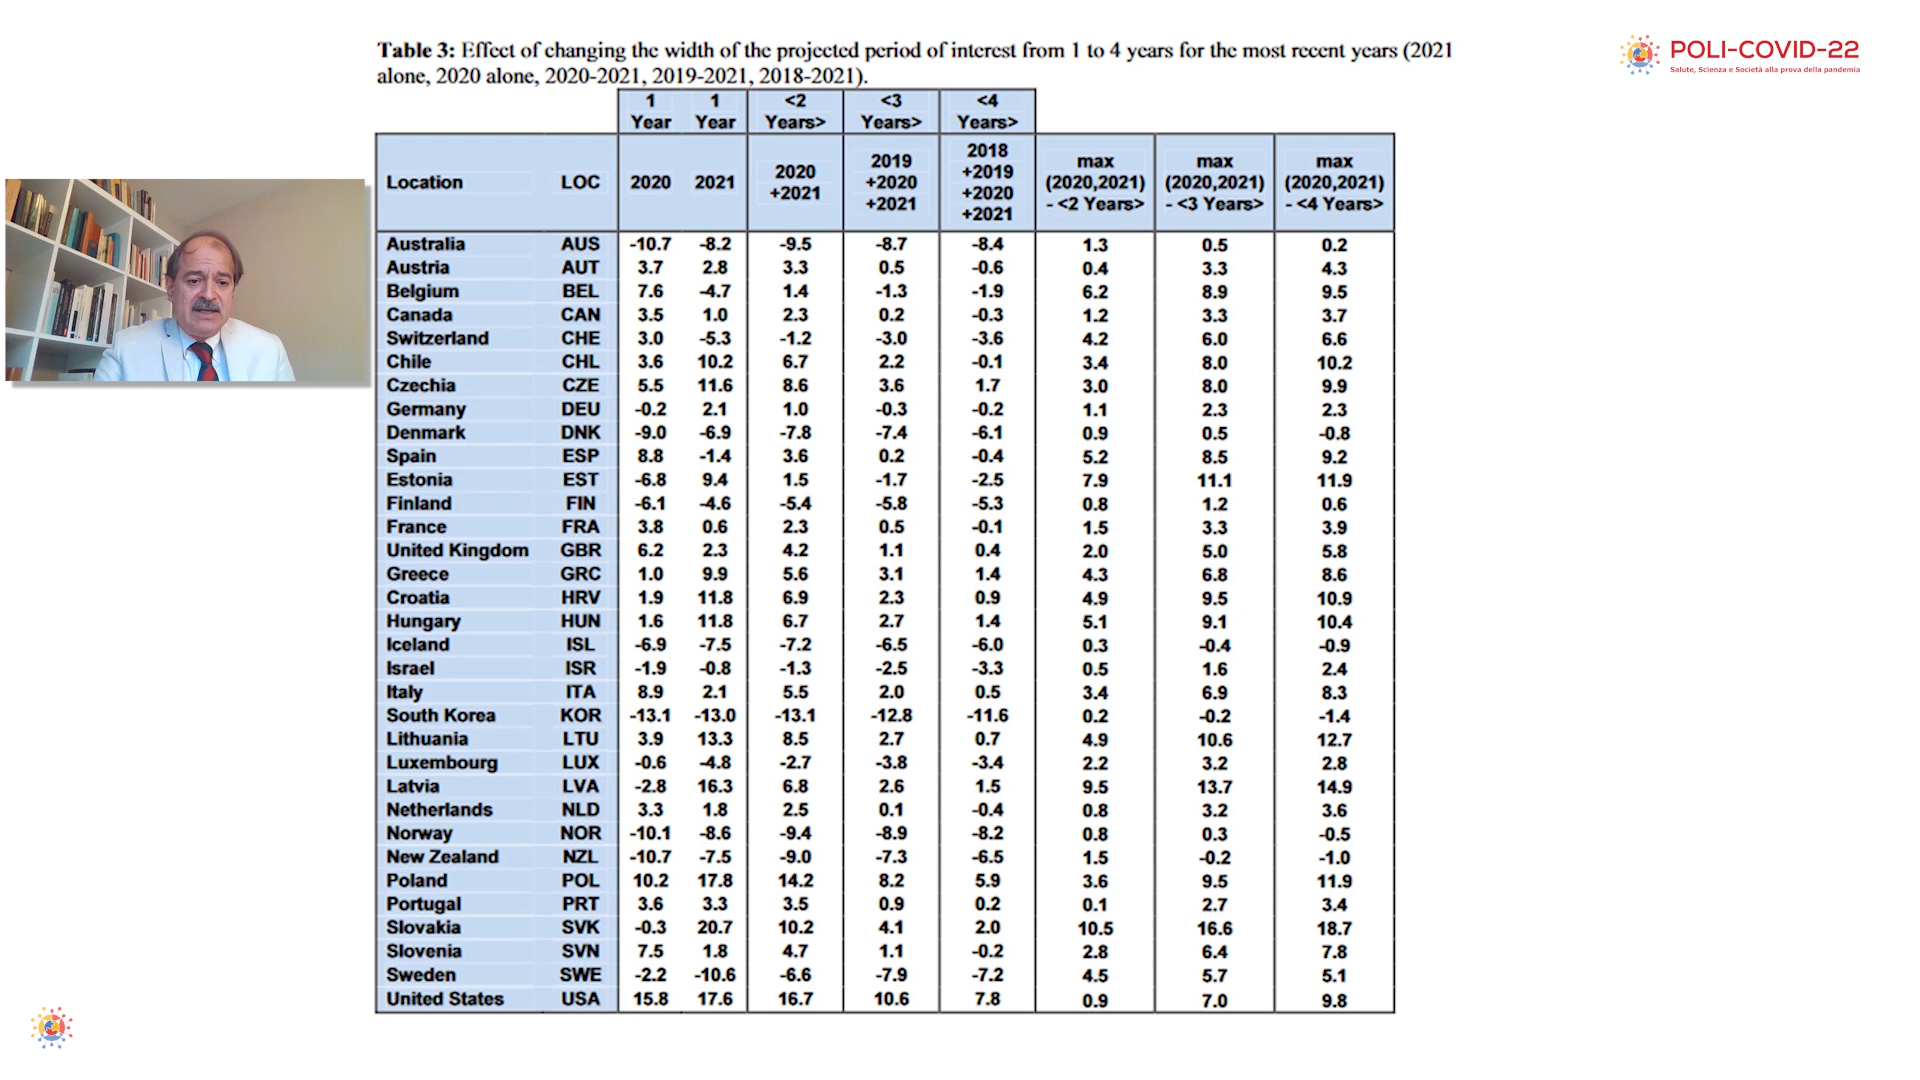 Table 3: Effect of changing the width of the projected period of interest from 1 to 4 years for the most recent years (2021
alone, 2020 alone, 2020-2021, 2019-2021, 2018-2021).
POLI-COVID-22
Salute, Scienza e Società alla prova della pandemia
1 Year 1 Year <2 Years> <3 Years> <4 Years>
Location LOC 2020 2021 2020 +2021 2019 +2020 +2021 2018 +2019 +2020 +2021 max (2020,2021) - <2 Years> max (2020,2021) - <3 Years> max (2020,2021) - <4 Years>
Australia AUS -10.7 -8.2 -9.5 -8.7 -8.4 1.3 0.5 0.2
Austria AUT 3.7 2.8 3.3 0.5 -0.6 0.4 3.3 4.3
Belgium BEL 7.6 -4.7 1.4 -1.3 -1.9 6.2 8.9 9.5
Canada CAN 3.5 1.0 2.3 0.2 -0.3 1.2 3.3 3.7
Switzerland CHE 3.0 -5.3 -1.2 -3.0 -3.6 4.2 6.0 6.6
Chile CHL 3.6 10.2 6.7 2.2 -0.1 3.4 8.0 10.2
Czechia CZE 5.5 11.6 8.6 3.6 1.7 3.0 8.0 9.9
Germany DEU -0.2 2.1 1.0 -0.3 -0.2 1.1 2.3 2.3
Denmark DNK -9.0 -6.9 -7.8 -7.4 -6.1 0.9 0.5 -0.8
Spain ESP 8.8 -1.4 3.6 0.2 -0.4 5.2 8.5 9.2
Estonia EST -6.8 9.4 1.5 -1.7 -2.5 7.9 11.1 11.9
Finland FIN -6.1 -4.6 -5.4 -5.8 -5.3 0.8 1.2 0.6
France FRA 3.8 0.6 2.3 0.5 -0.1 1.5 3.3 3.9
United Kingdom GBR 6.2 2.3 4.2 1.1 0.4 2.0 5.0 5.8
Greece GRC 1.0 9.9 5.6 3.1 1.4 4.3 6.8 8.6
Croatia HRV 1.9 11.8 6.9 2.3 0.9 4.9 9.5 10.9
Hungary HUN 1.6 11.8 6.7 2.7 1.4 5.1 9.1 10.4
Iceland ISL -6.9 -7.5 -7.2 -6.5 -6.0 0.3 -0.4 -0.9
Israel ISR -1.9 -0.8 -1.3 -2.5 -3.3 0.5 1.6 2.4
Italy ITA 8.9 2.1 5.5 2.0 0.5 3.4 6.9 8.3
South Korea KOR -13.1 -13.0 -13.1 -12.8 -11.6 0.2 -0.2 -1.4
Lithuania LTU 3.9 13.3 8.5 2.7 0.7 4.9 10.6 12.7
Luxembourg LUX -0.6 -4.8 -2.7 -3.8 -3.4 2.2 3.2 2.8
Latvia LVA -2.8 16.3 6.8 2.6 1.5 9.5 13.7 14.9
Netherlands NLD 3.3 1.8 2.5 0.1 -0.4 0.8 3.2 3.6
Norway NOR -10.1 -8.6 -9.4 -8.9 -8.2 0.8 0.3 -0.5
New Zealand NZL -10.7 -7.5 -9.0 -7.3 -6.5 1.5 -0.2 -1.0
Poland POL 10.2 17.8 14.2 8.2 5.9 3.6 9.5 11.9
Portugal PRT 3.6 3.3 3.5 0.9 0.2 0.1 2.7 3.4
Slovakia SVK -0.3 20.7 10.2 4.1 2.0 10.5 16.6 18.7
Slovenia SVN 7.5 1.8 4.7 1.1 -0.2 2.8 6.4 7.8
Sweden SWE -2.2 -10.6 -6.6 -7.9 -7.2 4.5 5.7 5.1
United States USA 15.8 17.6 16.7 10.6 7.8 0.9 7.0 9.8